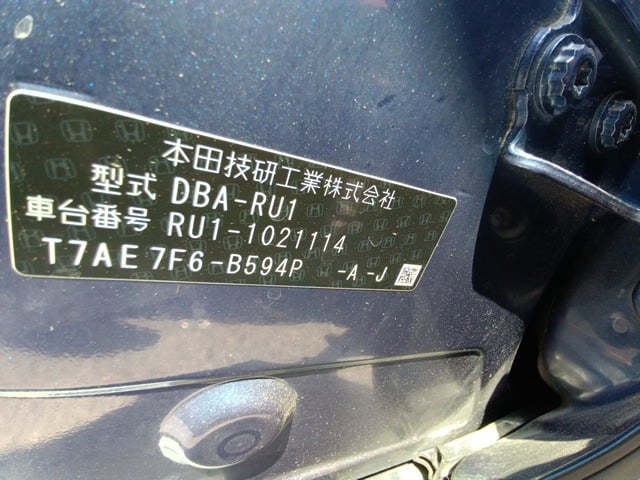 本田技研工業株式会社
型式 DBA-RU1
車台番号 RU1-1021114
T7AE 7F6-B594P -A-J